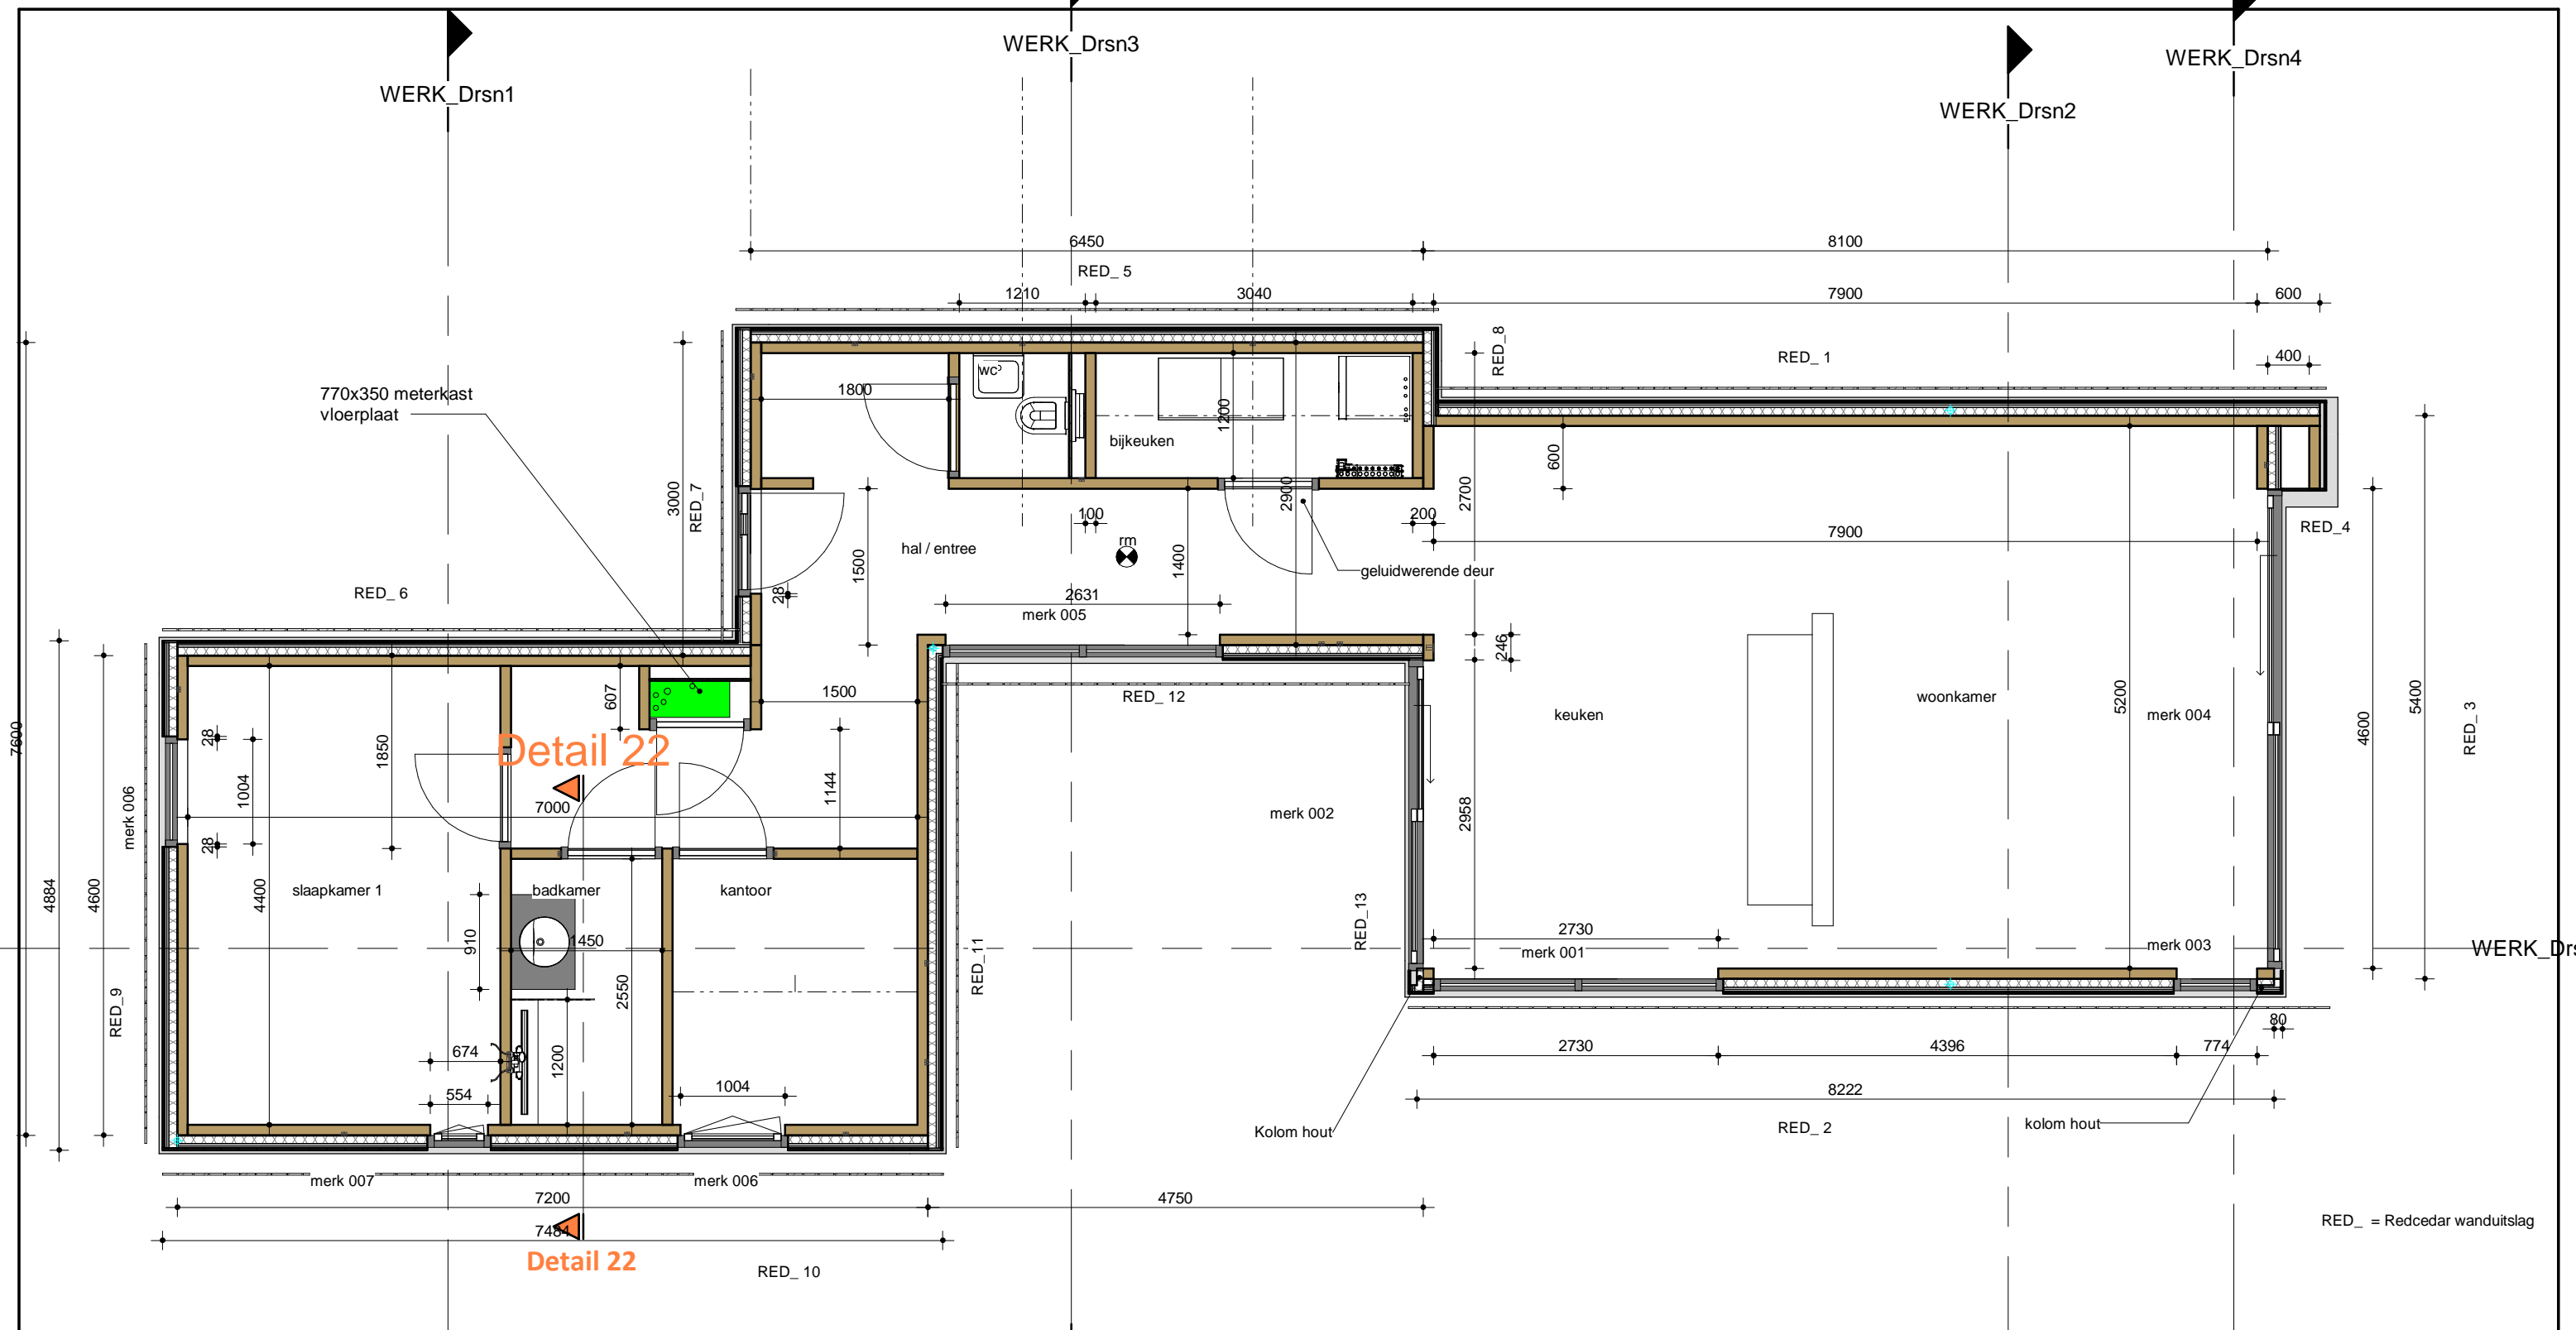 WERK_Drsn3
WERK_Drsn4
WERK_Drsn1
WERK_Drsn2
6450
8100
RED_ 5
1210
3040
7900
600
RED_8
RED_ 1
400
770x350 meterkast
vloerplaat
WC
1800
1200
bijkeuken
600
3000
RED_7
2900
2700
100
200
RED_ 4
hal / entree
rm
7900
1500
1400
geluidwerende deur
28
2631
merk 005
RED_ 6
246
607
1500
RED_ 12
keuken
woonkamer
5200
merk 004
4600
5400
RED_ 3
7600
28
1850
Detail 22
1004
7000
1144
merk 002
2958
merk 006
28
4884
4600
4400
slaapkamer 1
badkamer
kantoor
910
1450
2550
RED_11
RED_13
2730
merk 001
merk 003
WERK_Drs
RED_9
674
1200
554
1004
80
2730
4396
774
8222
Kolom hout
RED_ 2
kolom hout
merk 007
merk 006
7200
4750
7484
Detail 22
RED_ 10
RED_ = Redcedar wanduitslag